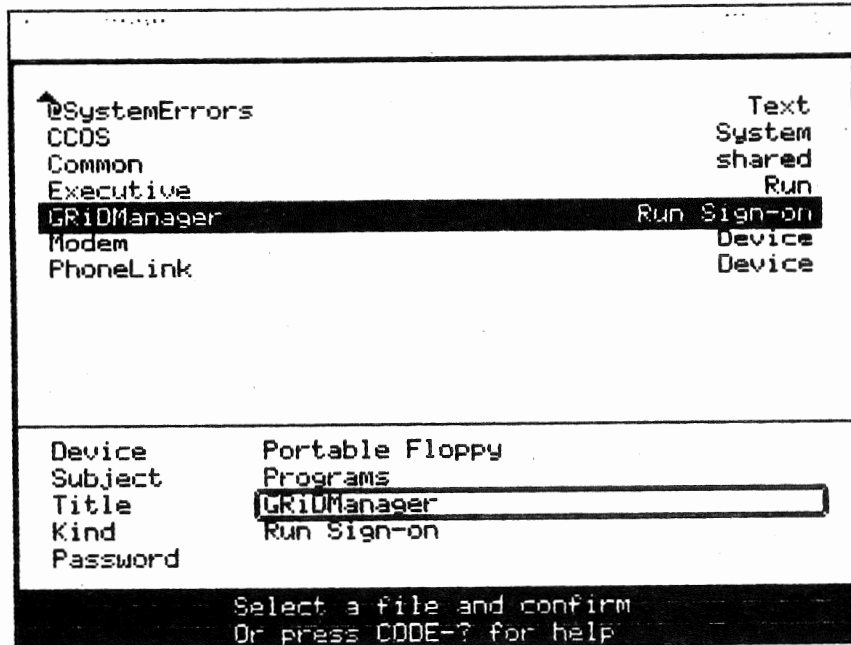 @SystemErrors Text
CCOS System
Common shared
Executive Run
GRiDManager Run Sign-on
Modem Device
PhoneLink Device
Device Portable Floppy
Subject Programs
Title GRiDManager
Kind Run Sign-on
Password
Select a file and confirm
Or press CODE-? for help